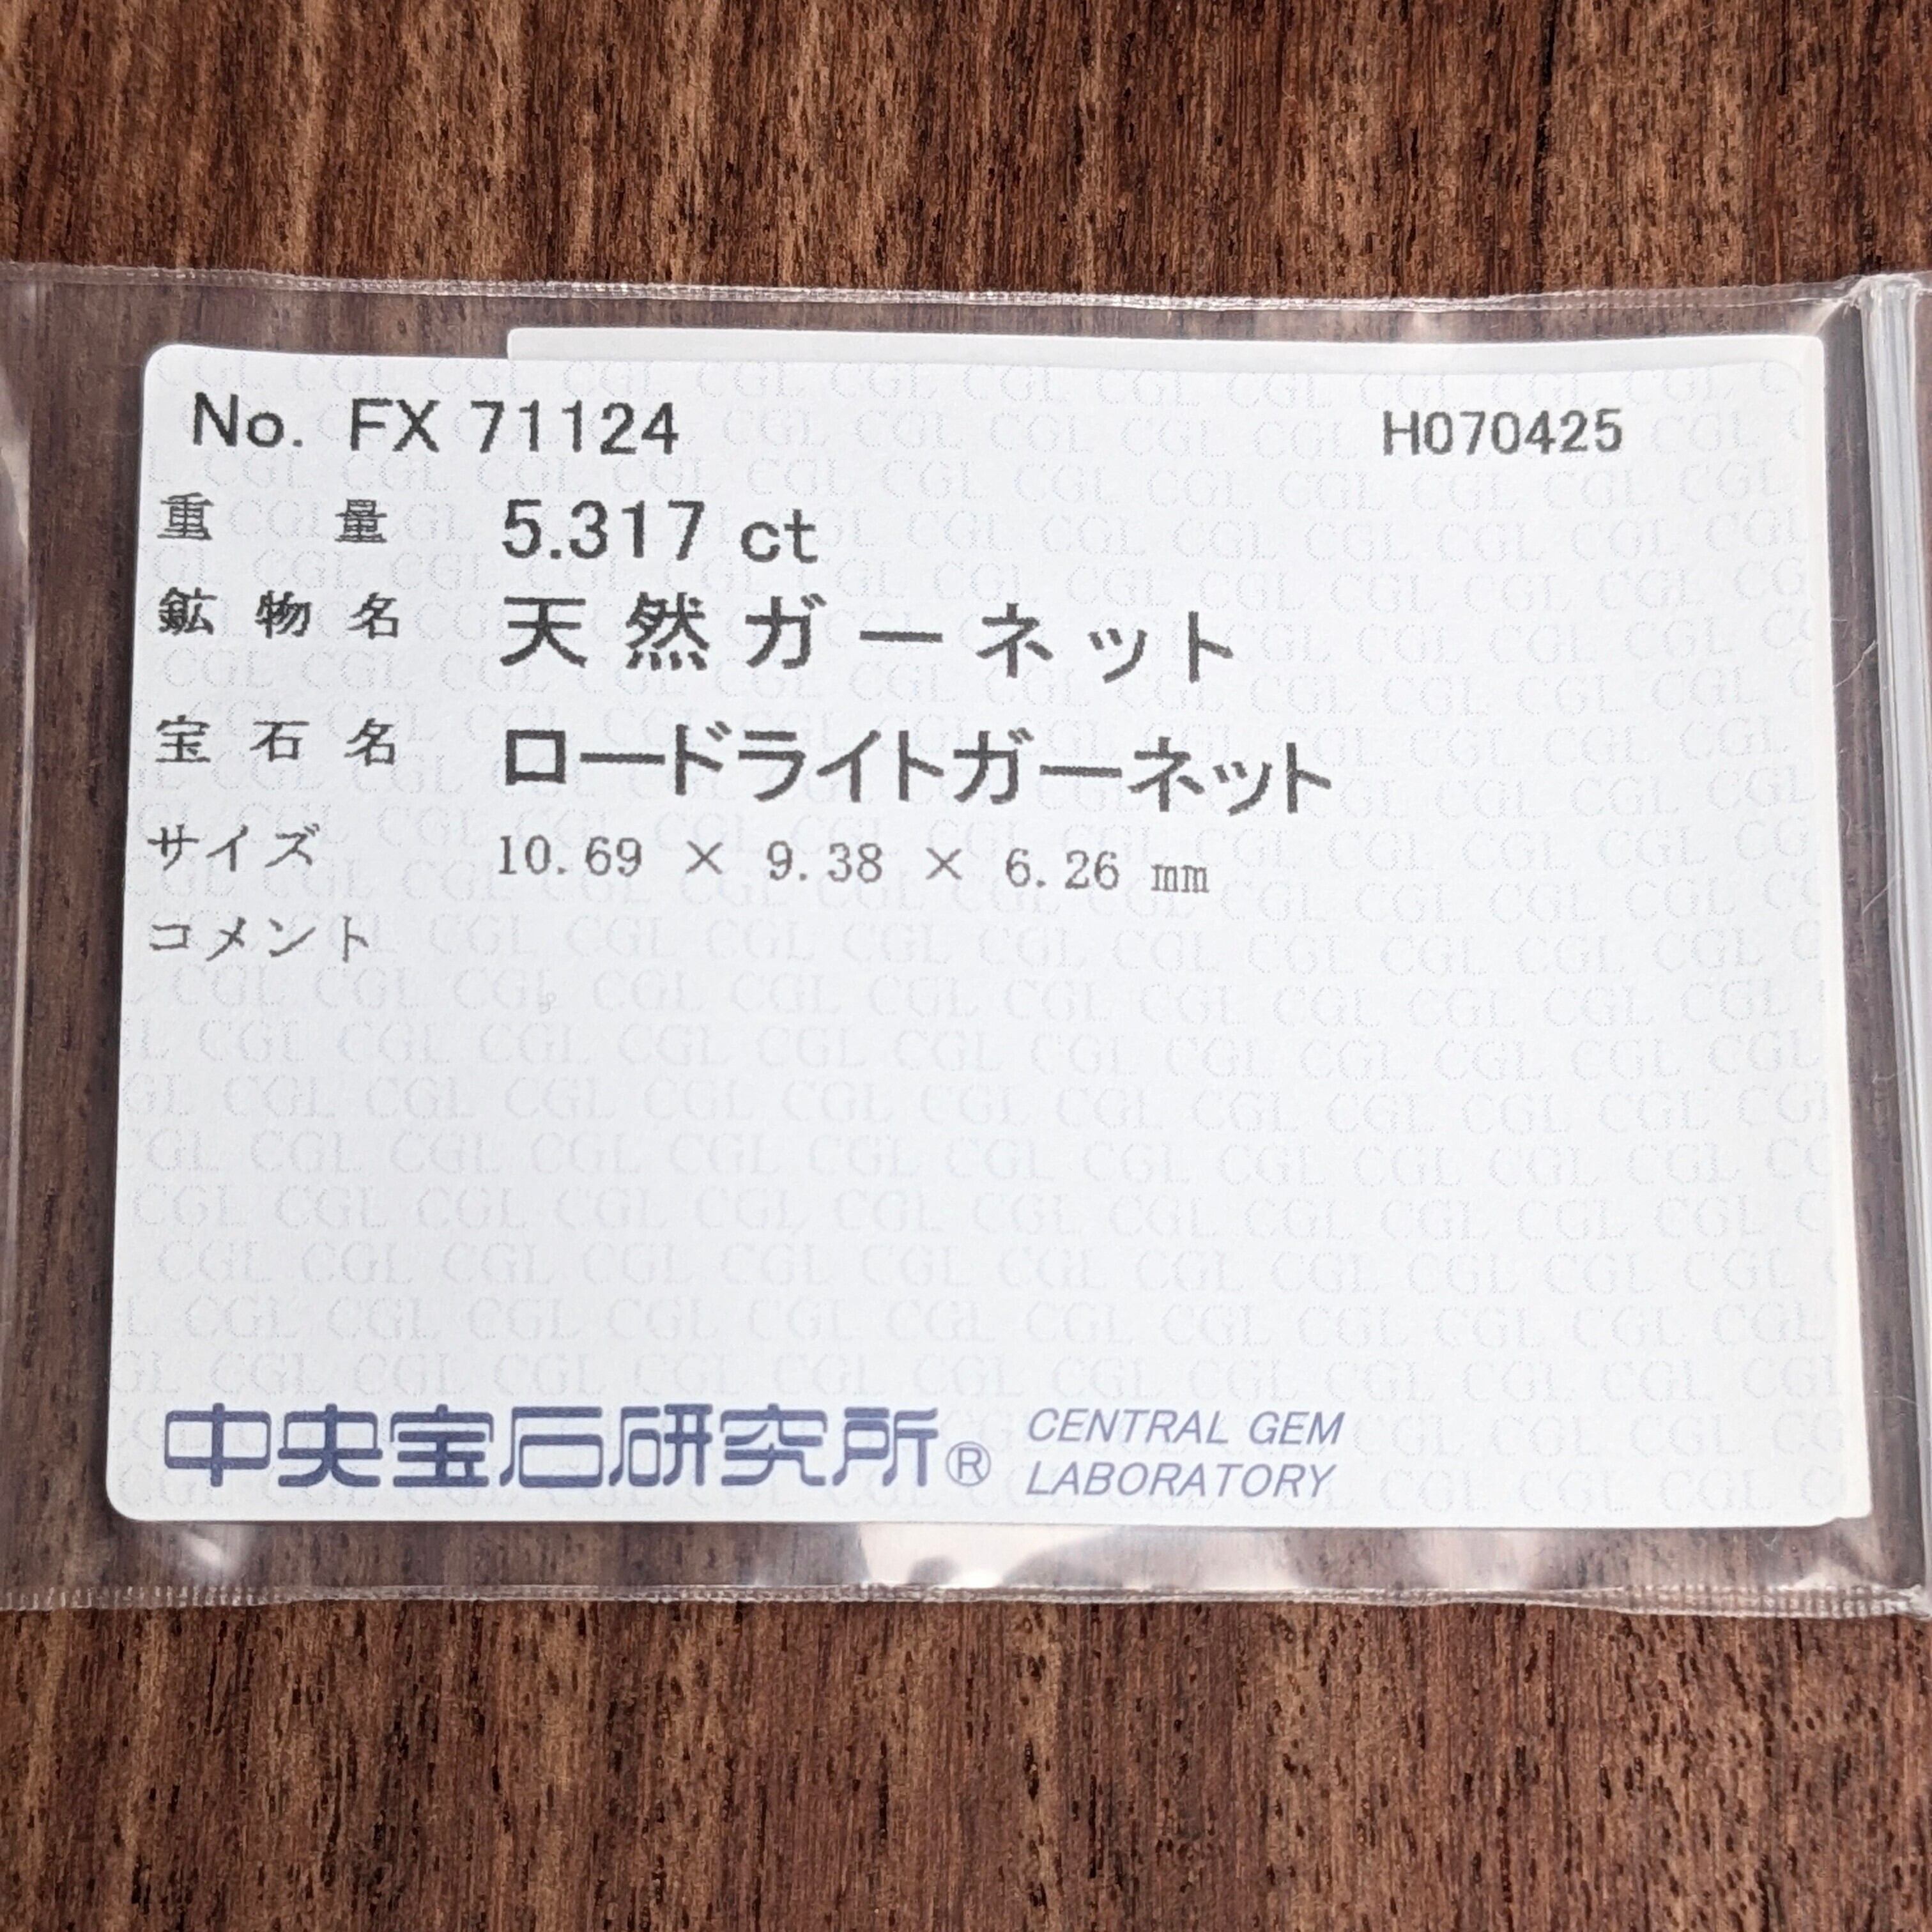 No. FX 71124 H070425
重量 5.317 ct
鉱物名 天然ガーネット
宝石名 ロードライトガーネット
サイズ 10.69 × 9.38 × 6.26 mm
コメント
中央宝石研究所® CENTRAL GEM
LABORATORY